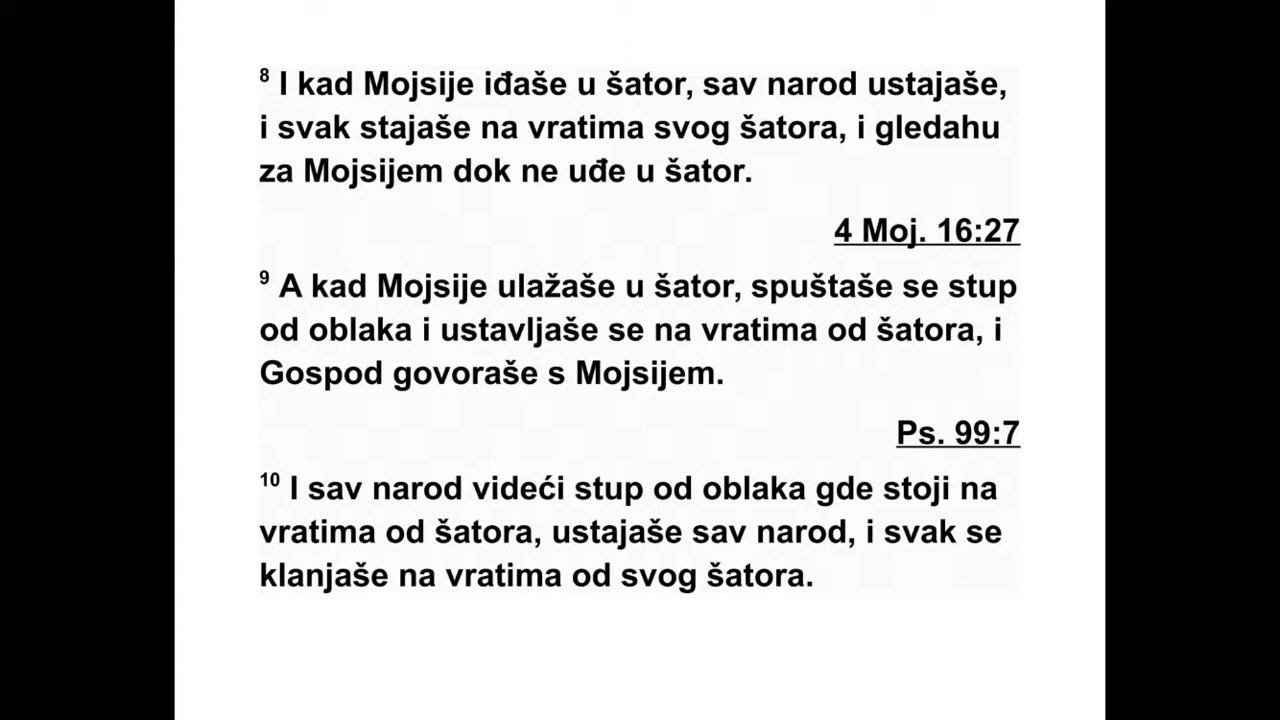 8 I kad Mojsije iđaše u šator, sav narod ustajaše,
i svak stajaše na vratima svog šatora, i gledahu
za Mojsijem dok ne uđe u šator.
4 Moj. 16:27
9 A kad Mojsije ulažaše u šator, spuštaše se stup
od oblaka i ustavljaše se na vratima od šatora, i
Gospod govoraše s Mojsijem.
Ps. 99:7
10 I sav narod videći stup od oblaka gde stoji na
vratima od šatora, ustajaše sav narod, i svak se
klanjaše na vratima od svog šatora.